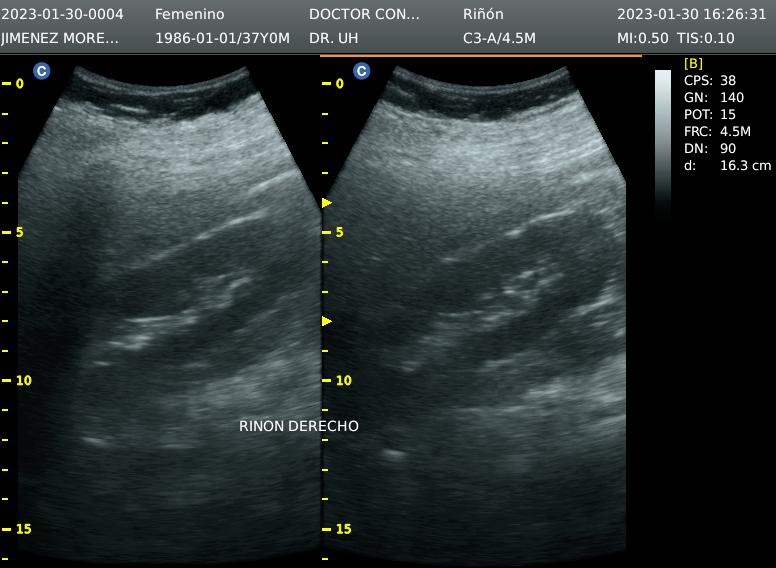 2023-01-30-0004 Femenino DOCTOR CON... Riñón 2023-01-30 16:26:31
JIMENEZ MORE... 1986-01-01/37Y0M DR. UH C3-A/4.5M MI:0.50 TIS:0.10
C C
[B]
CPS: 38
GN: 140
POT: 15
FRC: 4.5M
DN: 90
d: 16.3 cm
0 0
5 5
10 10
RINON DERECHO
15 15